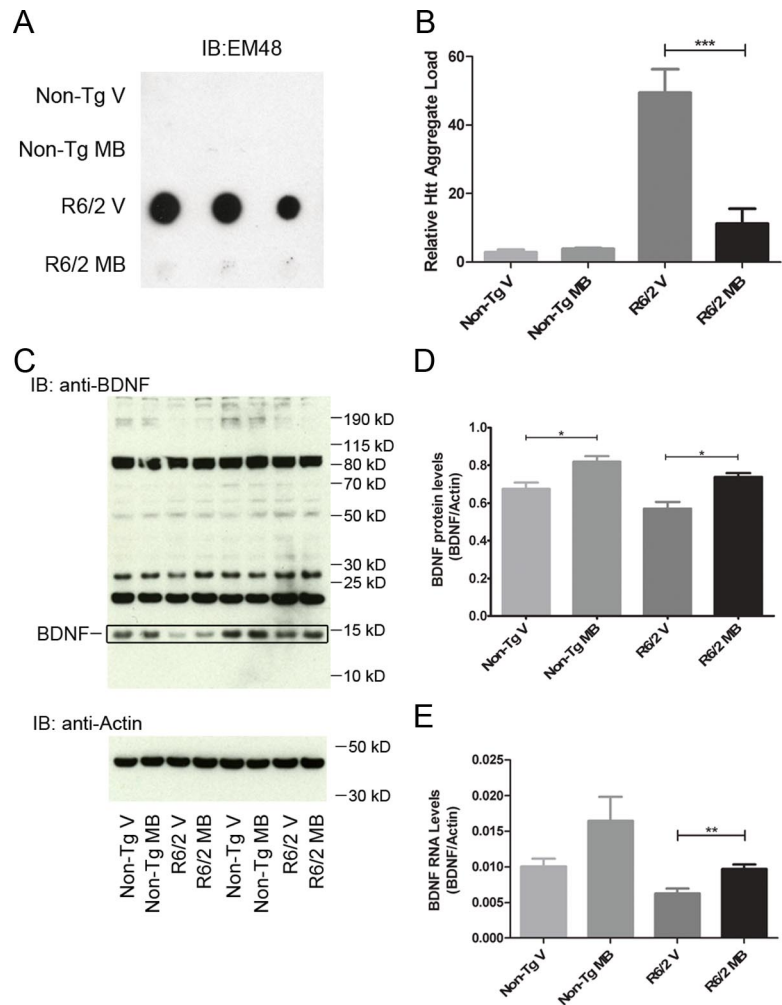 A
IB:EM48
Non-Tg V
Non-Tg MB
R6/2 V
R6/2 MB
B
Relative Htt Aggregate Load
60
40
20
0
***
Non-Tg V
Non-Tg MB
R6/2 V
R6/2 MB
C
IB: anti-BDNF
190 kD
115 kD
80 kD
70 kD
50 kD
30 kD
25 kD
BDNF
15 kD
10 kD
IB: anti-Actin
50 kD
30 kD
Non-Tg V
Non-Tg MB
R6/2 V
R6/2 MB
Non-Tg V
Non-Tg MB
R6/2 V
R6/2 MB
D
BDNF protein levels
(BDNF/Actin)
1.0
0.8
0.6
0.4
0.2
0.0
*
*
Non-Tg V
Non-Tg MB
R6/2 V
R6/2 MB
E
BDNF RNA Levels
(BDNF/Actin)
0.025
0.020
0.015
0.010
0.005
0.000
**
Non-Tg V
Non-Tg MB
R6/2 V
R6/2 MB